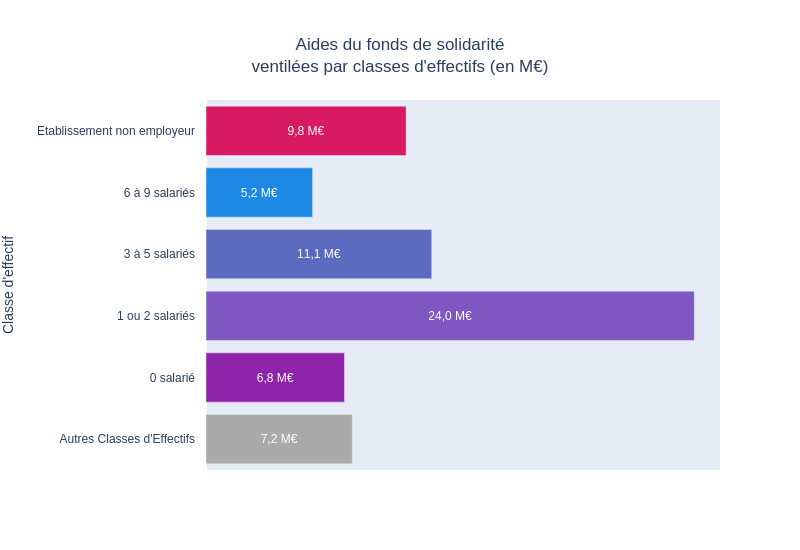 Aides du fonds de solidarité
ventilées par classes d'effectifs (en M€)
Classe d'effectif
Etablissement non employeur
9,8 M€
6 à 9 salariés
5,2 M€
3 à 5 salariés
11,1 M€
1 ou 2 salariés
24,0 M€
0 salarié
6,8 M€
Autres Classes d'Effectifs
7,2 M€